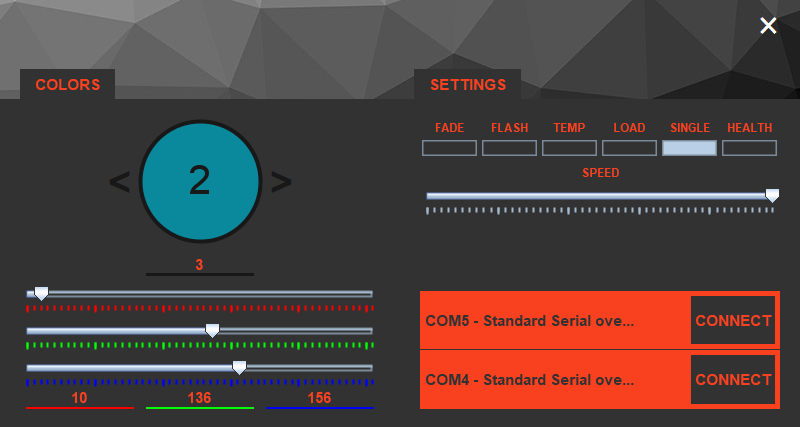 COLORS
SETTINGS
FADE FLASH TEMP LOAD SINGLE HEALTH
SPEED
< 2 >
3
COM5 - Standard Serial ove... CONNECT
COM4 - Standard Serial ove... CONNECT
10 136 156